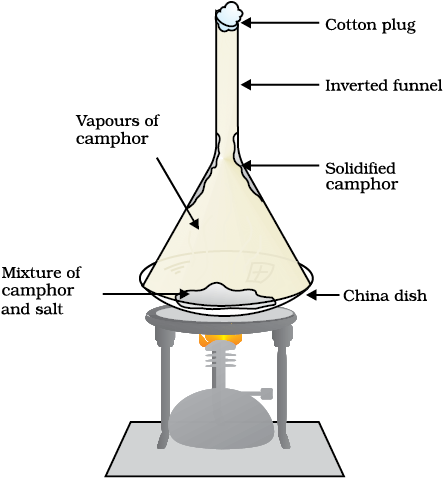 Cotton plug
Inverted funnel
Vapours of
camphor
Solidified
camphor
Mixture of
camphor
and salt
China dish